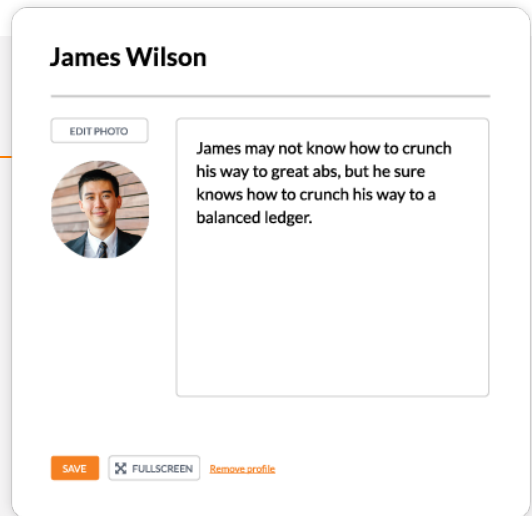 James Wilson
EDIT PHOTO
James may not know how to crunch
his way to great abs, but he sure
knows how to crunch his way to a
balanced ledger.
SAVE
FULLSCREEN
Remove profile